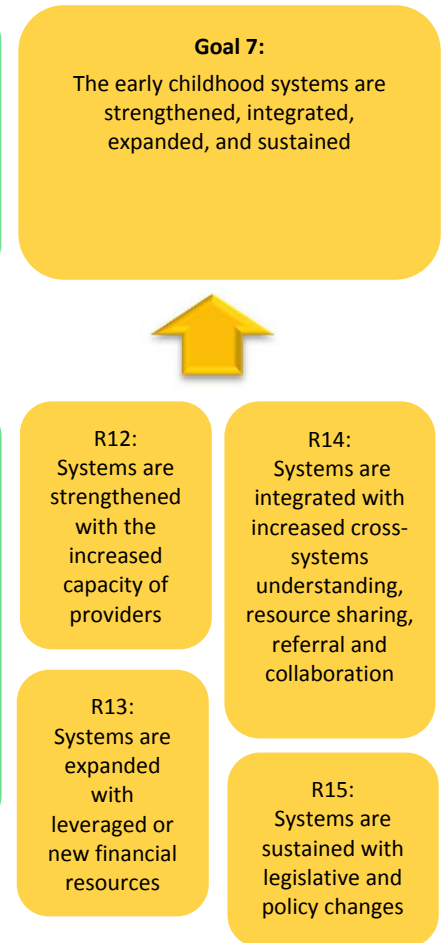 Goal 7:
The early childhood systems are
strengthened, integrated,
expanded, and sustained
R12:
Systems are
strengthened
with the
increased
capacity of
providers
R13:
Systems are
expanded
with
leveraged or
new financial
resources
R14:
Systems are
integrated with
increased cross-
systems
understanding,
resource sharing,
referral and
collaboration
R15:
Systems are
sustained with
legislative and
policy changes